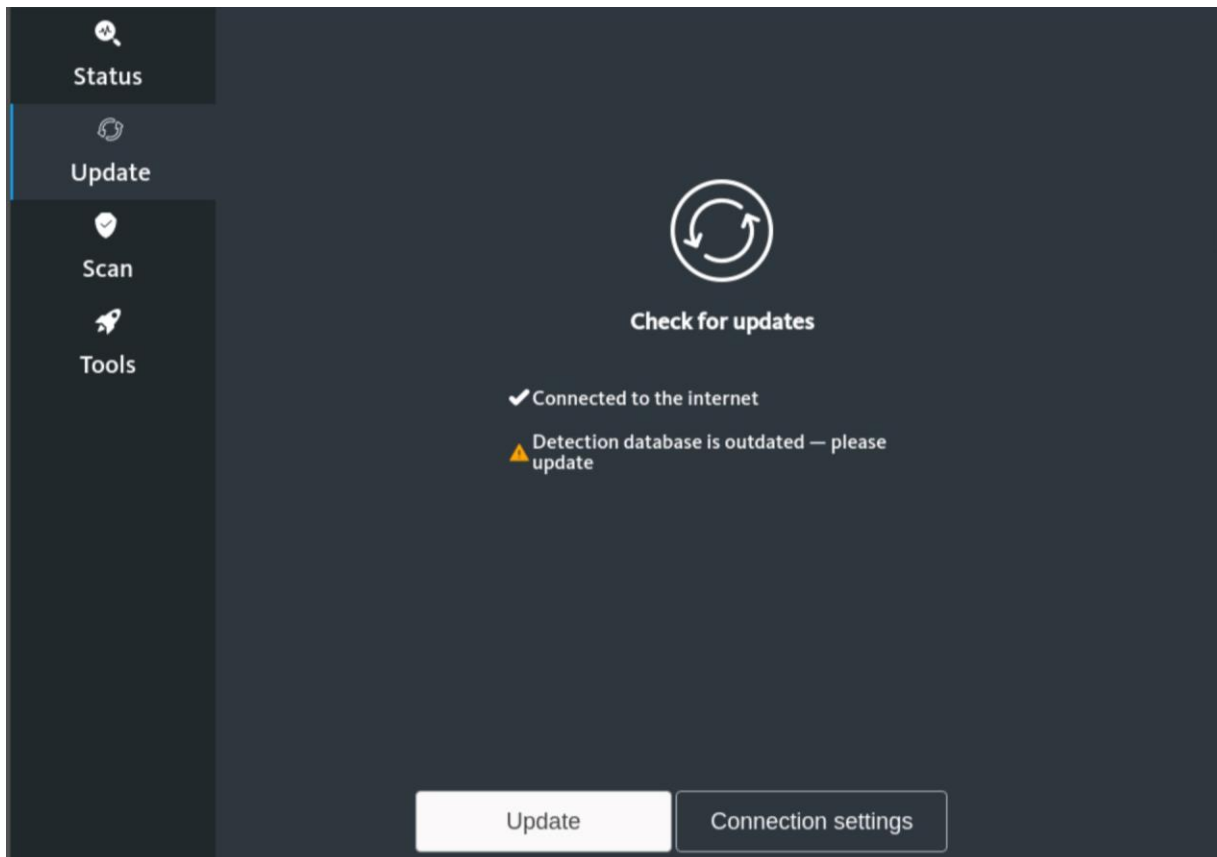 Status
Update
Scan
Tools
Check for updates
Connected to the internet
Detection database is outdated — please
update
Update
Connection settings